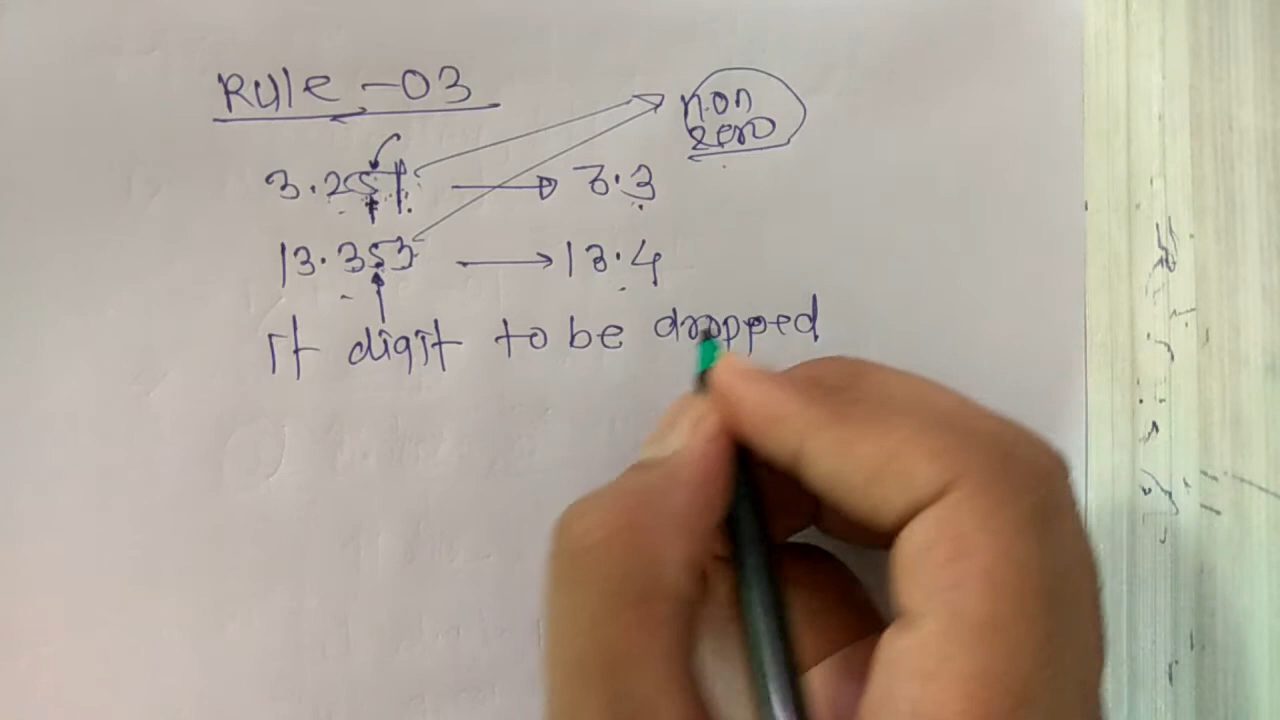 Rule -03
non
zero
3.251 → 3.3
13.353 → 13.4
If digit to be dropped